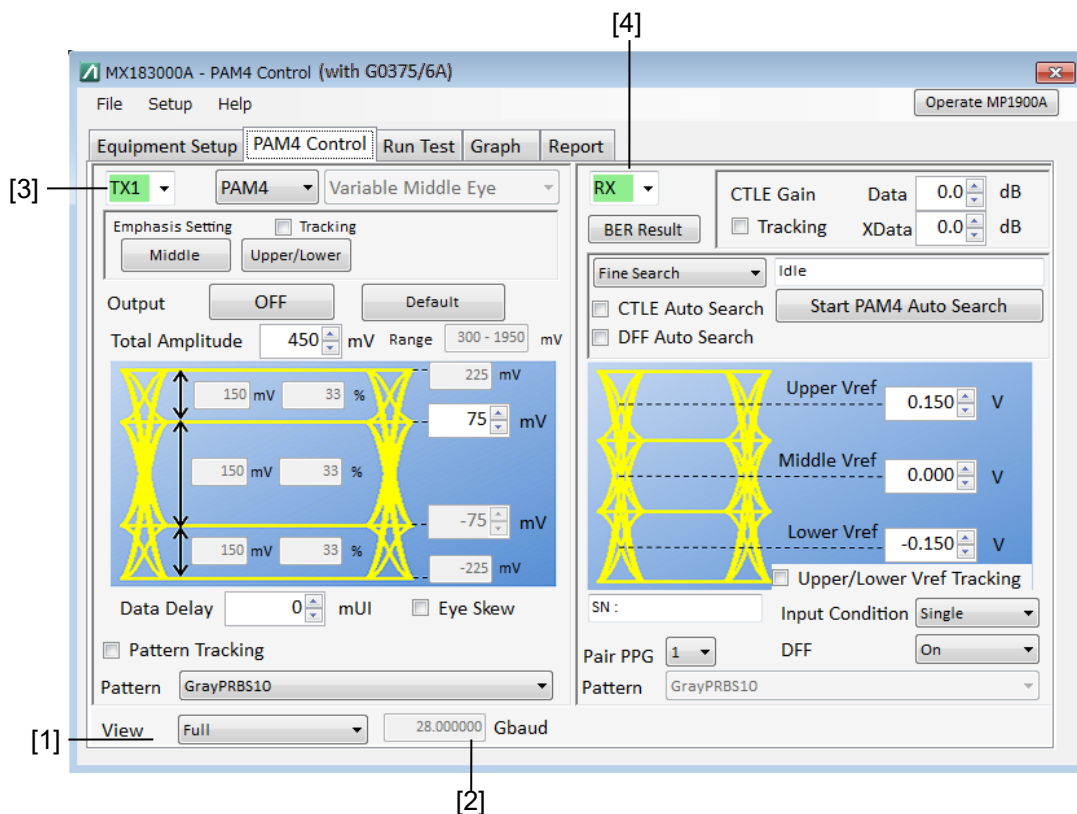 [4]
MX183000A - PAM4 Control (with G0375/6A)
File Setup Help
Operate MP1900A
Equipment Setup PAM4 Control Run Test Graph Report
[3]
TX1 PAM4 Variable Middle Eye
Emphasis Setting Tracking
Middle Upper/Lower
Output OFF Default
Total Amplitude 450 mV Range 300 - 1950 mV
225 mV
150 mV 33 %
75 mV
150 mV 33 %
-75 mV
150 mV 33 %
-225 mV
Data Delay 0 mUI Eye Skew
Pattern Tracking
Pattern GrayPRBS10
RX
CTLE Gain Data 0.0 dB
BER Result Tracking XData 0.0 dB
Fine Search Idle
CTLE Auto Search Start PAM4 Auto Search
DFF Auto Search
Upper Vref 0.150 V
Middle Vref 0.000 V
Lower Vref -0.150 V
Upper/Lower Vref Tracking
SN : Input Condition Single
Pair PPG 1 DFF On
Pattern GrayPRBS10
[1]
View Full 28.000000 Gbaud
[2]